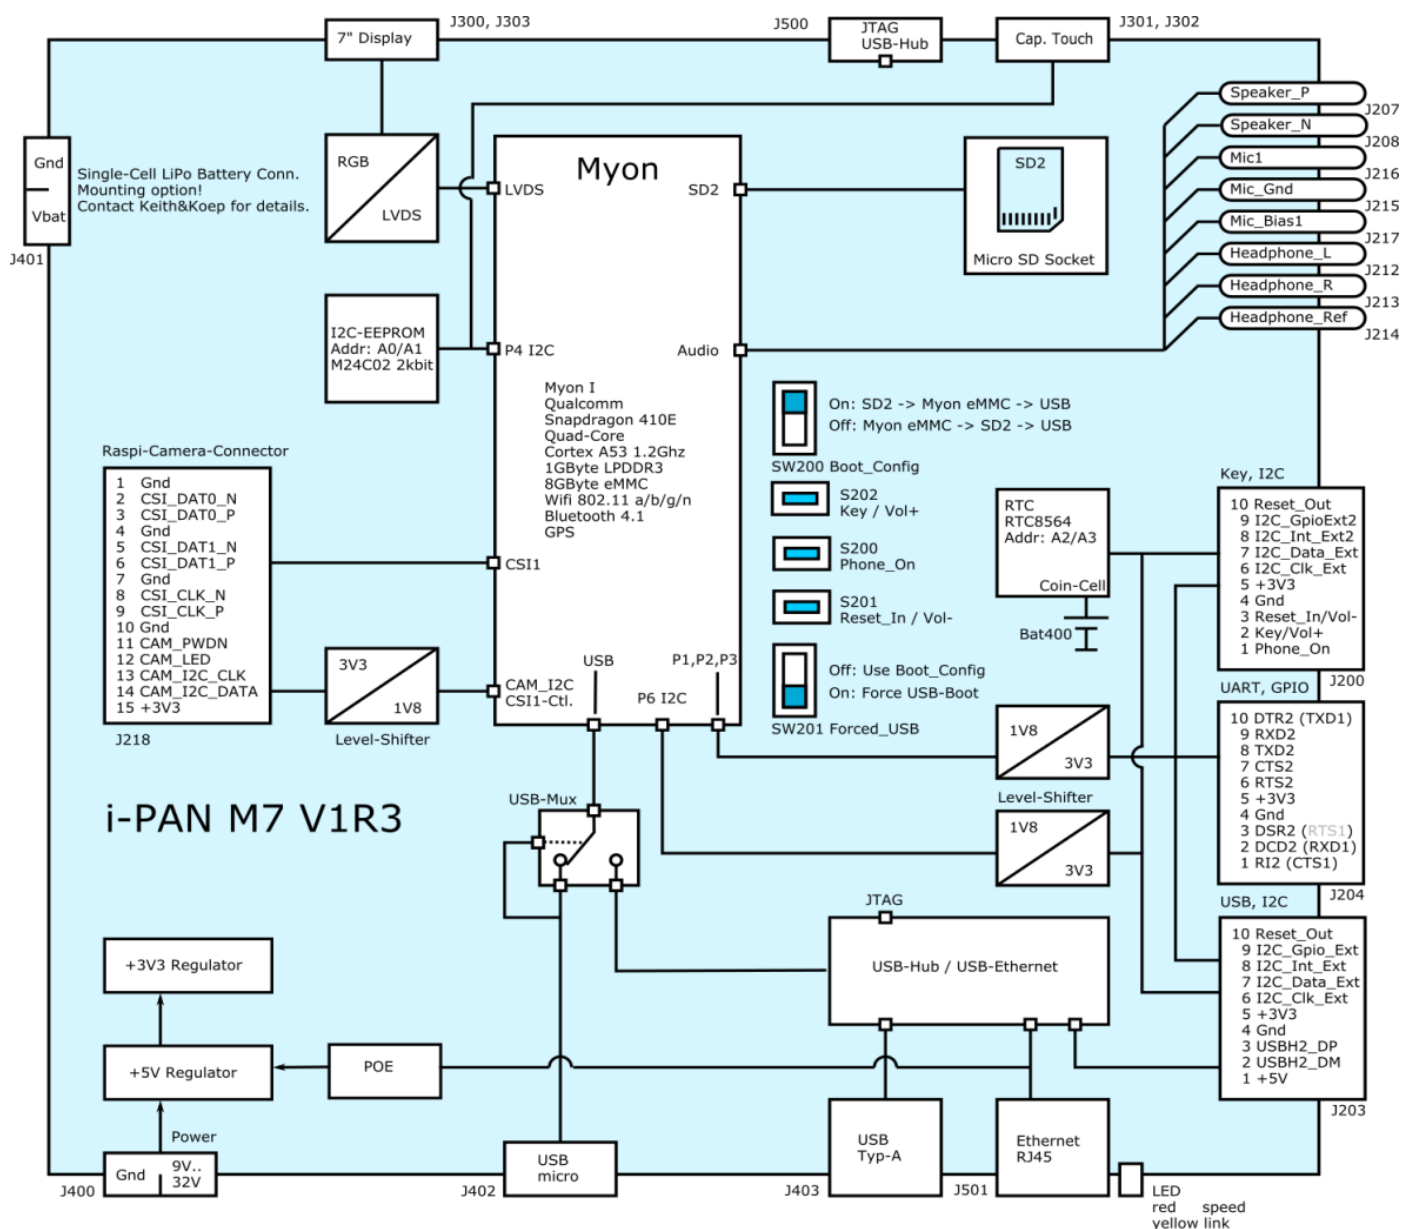 J300, J303
7" Display
J500
JTAG
USB-Hub
Cap. Touch
J301, J302
Gnd
Vbat
J401
Single-Cell LiPo Battery Conn.
Mounting option!
Contact Keith&Koep for details.
RGB
LVDS
Myon
LVDS
SD2
SD2
Micro SD Socket
Speaker_P
J207
Speaker_N
J208
Mic1
J216
Mic_Gnd
J215
Mic_Bias1
J217
Headphone_L
J212
Headphone_R
J213
Headphone_Ref
J214
I2C-EEPROM
Addr: A0/A1
M24C02 2kbit
P4 I2C
Audio
Myon I
Qualcomm
Snapdragon 410E
Quad-Core
Cortex A53 1.2Ghz
1GByte LPDDR3
8GByte eMMC
Wifi 802.11 a/b/g/n
Bluetooth 4.1
GPS
On: SD2 -> Myon eMMC -> USB
Off: Myon eMMC -> SD2 -> USB
SW200 Boot_Config
S202
Key / Vol+
S200
Phone_On
S201
Reset_In / Vol-
Off: Use Boot_Config
On: Force USB-Boot
SW201 Forced_USB
Raspi-Camera-Connector
1 Gnd
2 CSI_DAT0_N
3 CSI_DAT0_P
4 Gnd
5 CSI_DAT1_N
6 CSI_DAT1_P
7 Gnd
8 CSI_CLK_N
9 CSI_CLK_P
10 Gnd
11 CAM_PWDN
12 CAM_LED
13 CAM_I2C_CLK
14 CAM_I2C_DATA
15 +3V3
J218
CSI1
3V3
1V8
Level-Shifter
CAM_I2C
CSI1-Ctl.
USB
P6 I2C
P1,P2,P3
RTC
RTC8564
Addr: A2/A3
Coin-Cell
Bat400
Key, I2C
10 Reset_Out
9 I2C_GpioExt2
8 I2C_Int_Ext2
7 I2C_Data_Ext
6 I2C_Clk_Ext
5 +3V3
4 Gnd
3 Reset_In/Vol-
2 Key/Vol+
1 Phone_On
J200
UART, GPIO
10 DTR2 (TXD1)
9 RXD2
8 TXD2
7 CTS2
6 RTS2
5 +3V3
4 Gnd
3 DSR2 (RTS1)
2 DCD2 (RXD1)
1 RI2 (CTS1)
J204
1V8
3V3
Level-Shifter
1V8
3V3
i-PAN M7 V1R3
USB-Mux
JTAG
USB-Hub / USB-Ethernet
USB, I2C
10 Reset_Out
9 I2C_Gpio_Ext
8 I2C_Int_Ext
7 I2C_Data_Ext
6 I2C_Clk_Ext
5 +3V3
4 Gnd
3 USBH2_DP
2 USBH2_DM
1 +5V
J203
+3V3 Regulator
+5V Regulator
POE
Power
Gnd
9V..
32V
J400
USB
micro
J402
USB
Typ-A
J403
Ethernet
RJ45
J501
LED
red speed
yellow link